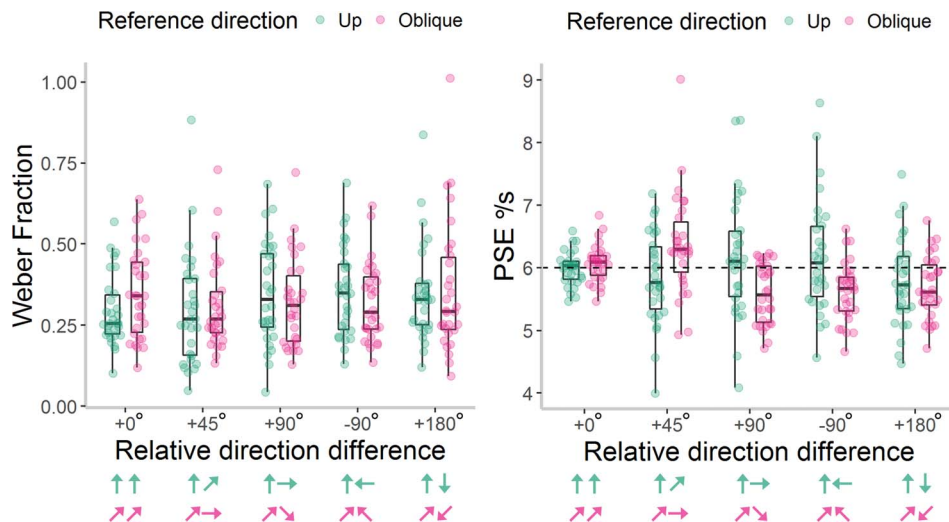 Reference direction Up Oblique
Weber Fraction
1.00
0.75
0.50
0.25
0.00
+0° +45° +90° -90° +180°
Relative direction difference
Reference direction Up Oblique
PSE °/s
9
8
7
6
5
4
+0° +45° +90° -90° +180°
Relative direction difference